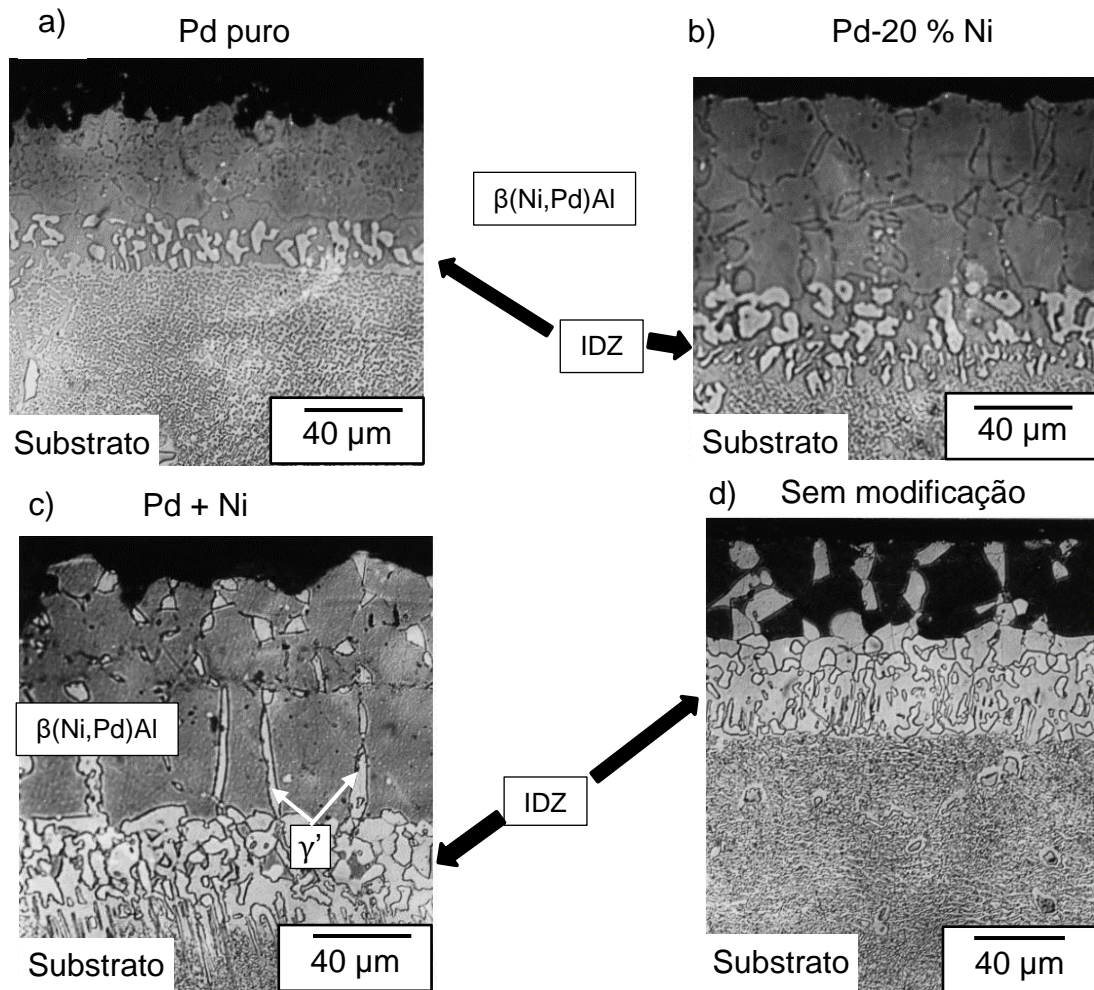 a)
Pd puro
b)
Pd-20 % Ni
β(Ni,Pd)Al
IDZ
Substrato
40 µm
Substrato
40 µm
c)
Pd + Ni
d)
Sem modificação
β(Ni,Pd)Al
IDZ
γ’
Substrato
40 µm
Substrato
40 µm